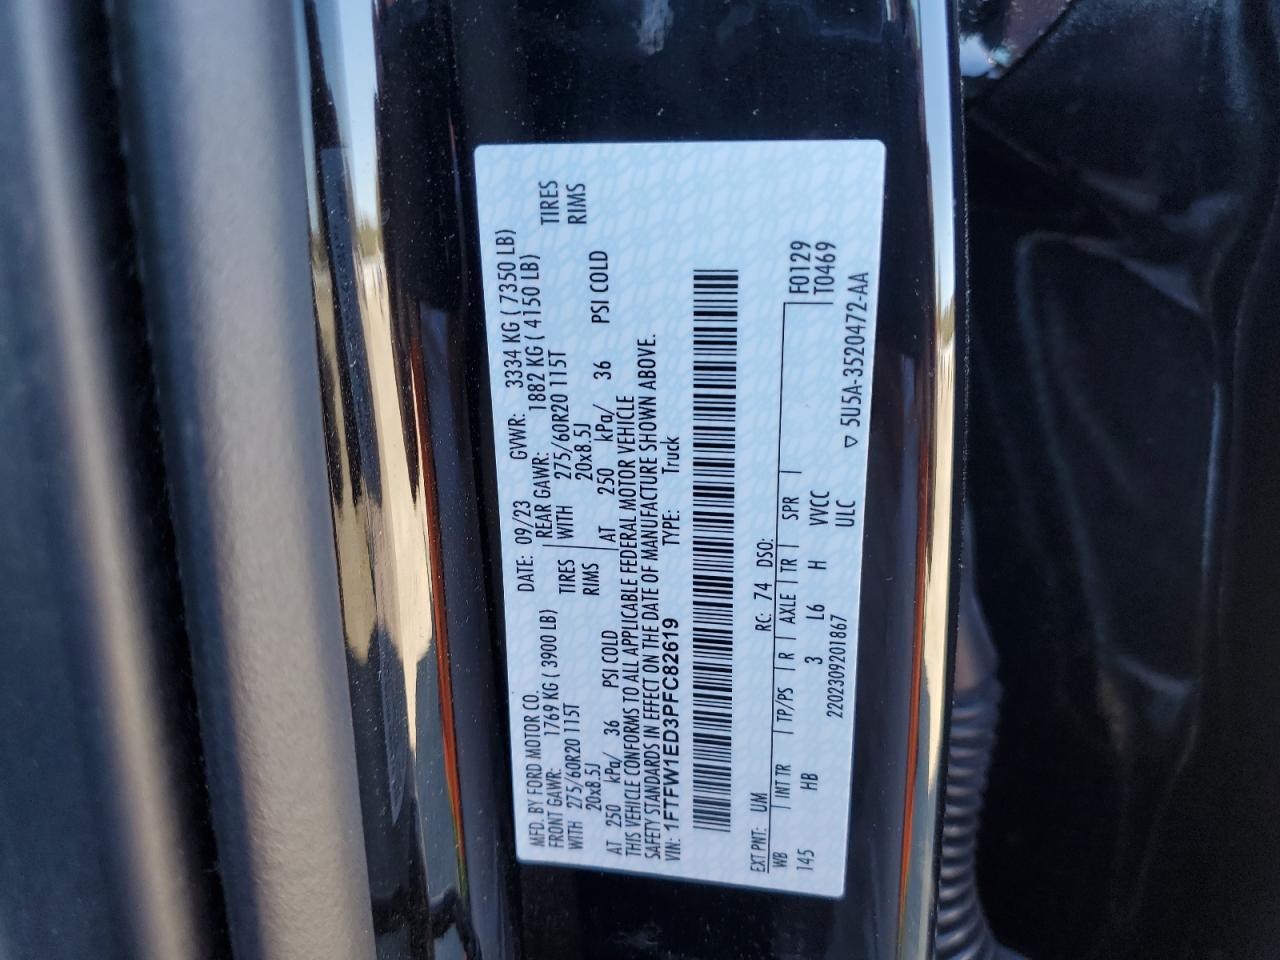 MFD. BY FORD MOTOR CO. DATE: 09/23 GVWR: 3334 KG ( 7350 LB)
FRONT GAWR: 1769 KG ( 3900 LB) REAR GAWR: 1882 KG ( 4150 LB)
WITH 275/60R20 115T TIRES WITH 275/60R20 115T TIRES
20x8.5J RIMS 20x8.5J RIMS
AT 250 kPa/ 36 PSI COLD AT 250 kPa/ 36 PSI COLD
THIS VEHICLE CONFORMS TO ALL APPLICABLE FEDERAL MOTOR VEHICLE
SAFETY STANDARDS IN EFFECT ON THE DATE OF MANUFACTURE SHOWN ABOVE.
VIN: 1FTFW1ED3PFC82619 TYPE: Truck
EXT PNT: UM RC: 74 DSO: F0129
WB INT TR TP/PS R AXLE TR SPR T0469
145 HB 3 L6 H VVCC
2202309201867 ULC ▽ 5U5A-3520472-AA